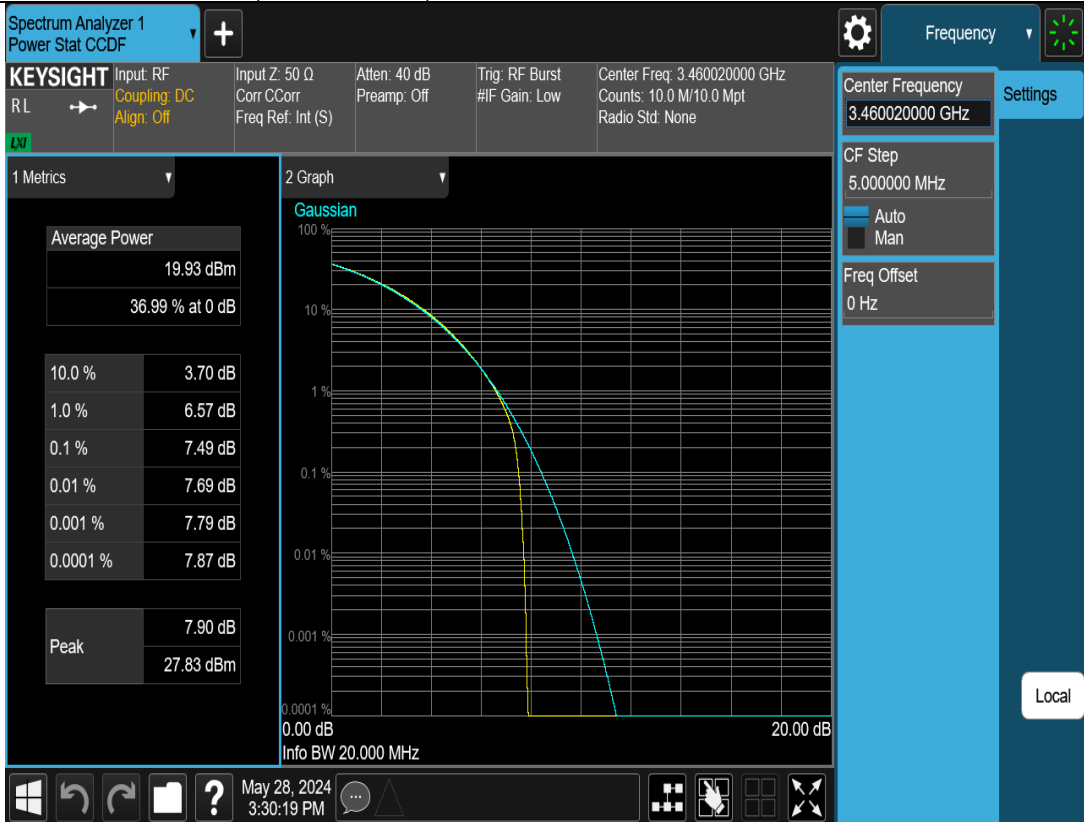 Spectrum Analyzer 1
Power Stat CCDF
+
Frequency
KEYSIGHT
R L
LXI
Input: RF
Coupling: DC
Align: Off
Input Z: 50 Ω
Corr CCorr
Freq Ref: Int (S)
Atten: 40 dB
Preamp: Off
Trig: RF Burst
#IF Gain: Low
Center Freq: 3.460020000 GHz
Counts: 10.0 M/10.0 Mpt
Radio Std: None
Center Frequency
3.460020000 GHz
Settings
CF Step
5.000000 MHz
Auto
Man
Freq Offset
0 Hz
1 Metrics
Average Power
19.93 dBm
36.99 % at 0 dB
10.0 % 3.70 dB
1.0 % 6.57 dB
0.1 % 7.49 dB
0.01 % 7.69 dB
0.001 % 7.79 dB
0.0001 % 7.87 dB
Peak
7.90 dB
27.83 dBm
2 Graph
Gaussian
100 %
10 %
1 %
0.1 %
0.01 %
0.001 %
0.0001 %
0.00 dB 20.00 dB
Info BW 20.000 MHz
Local
?
May 28, 2024
3:30:19 PM